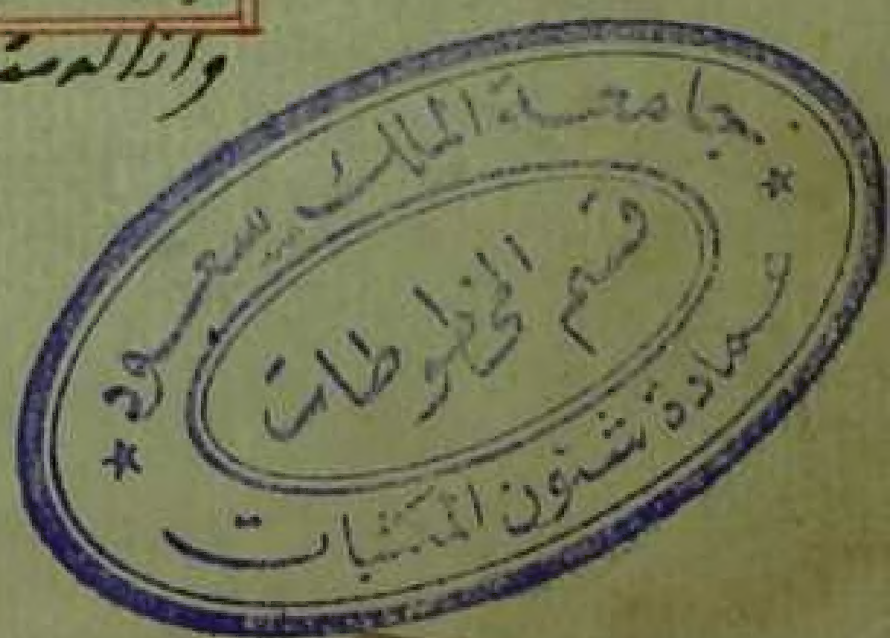 جامعة الملك سعود
قسم المخطوطات
عمادة شئون المكتبات